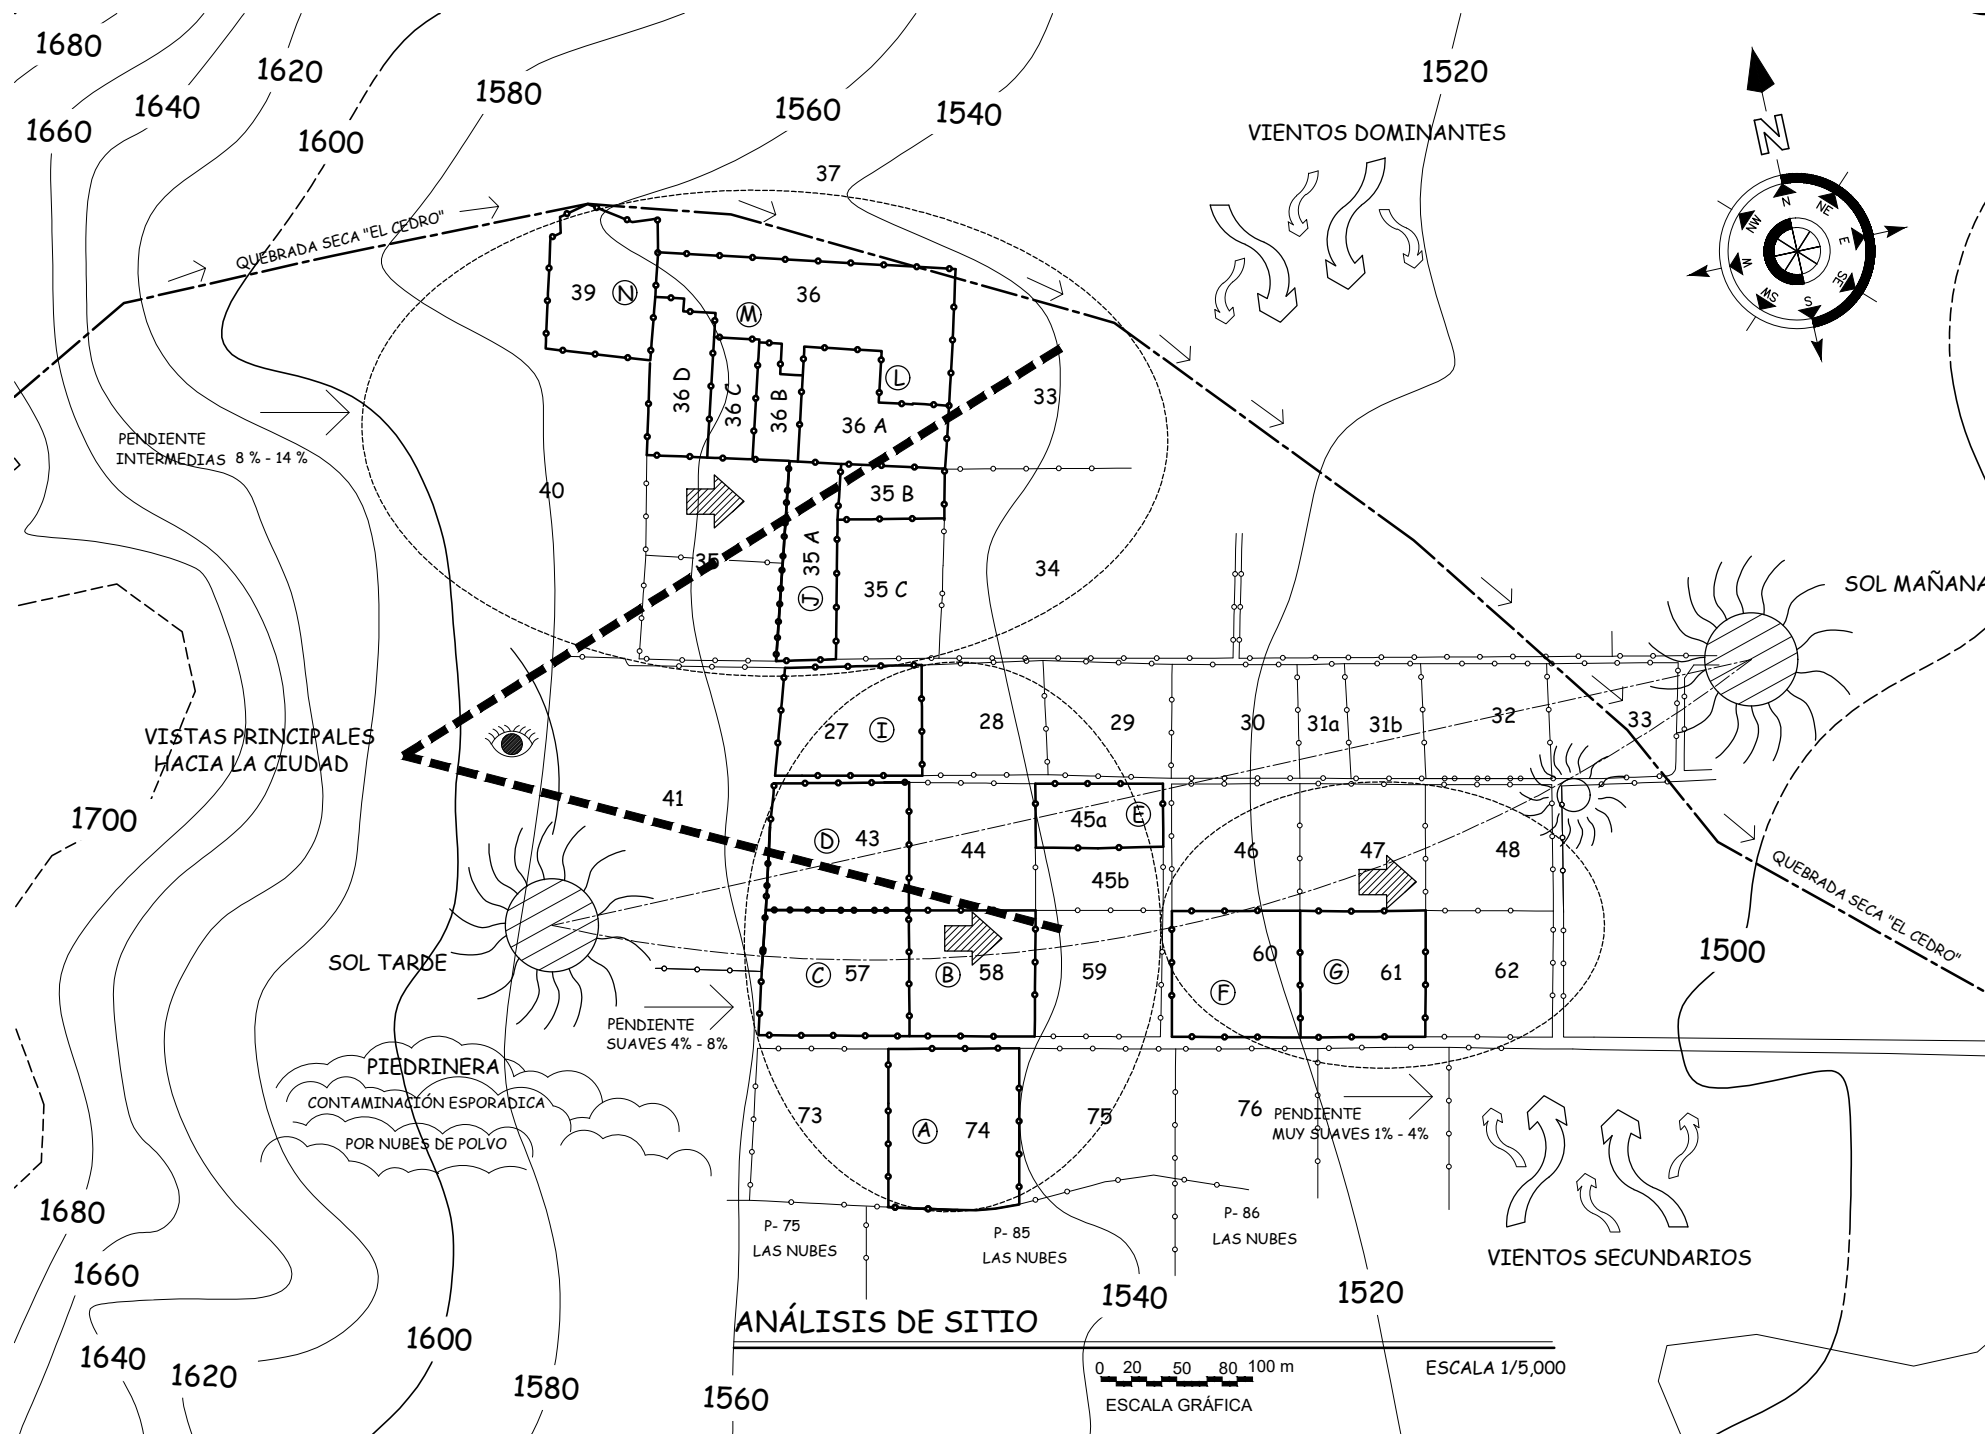 1680
1620
1640
1660
1600
1580
1560
1540
1520
VIENTOS DOMINANTES
N
N
NE
E
SE
S
SW
W
NW
37
QUEBRADA SECA "EL CEDRO"
39 N
36
M
L
36 D
36 C
36 B
36 A
33
PENDIENTE
INTERMEDIAS 8 % - 14 %
40
35 B
35
35 A
J
35 C
34
SOL MAÑANA
VISTAS PRINCIPALES
HACIA LA CIUDAD
27 I
28
29
30
31a
31b
32
33
41
1700
D 43
44
45a E
45b
46
47
48
QUEBRADA SECA "EL CEDRO"
SOL TARDE
C 57
B 58
59
60
F
G 61
62
1500
PENDIENTE
SUAVES 4% - 8%
PIEDRINERA
CONTAMINACIÓN ESPORADICA
POR NUBES DE POLVO
73
A 74
75
76
PENDIENTE
MUY SUAVES 1% - 4%
1680
1660
1640
1620
1600
1580
1560
1540
1520
P- 75
LAS NUBES
P- 85
LAS NUBES
P- 86
LAS NUBES
VIENTOS SECUNDARIOS
ANÁLISIS DE SITIO
0 20 50 80 100 m
ESCALA GRÁFICA
ESCALA 1/5,000